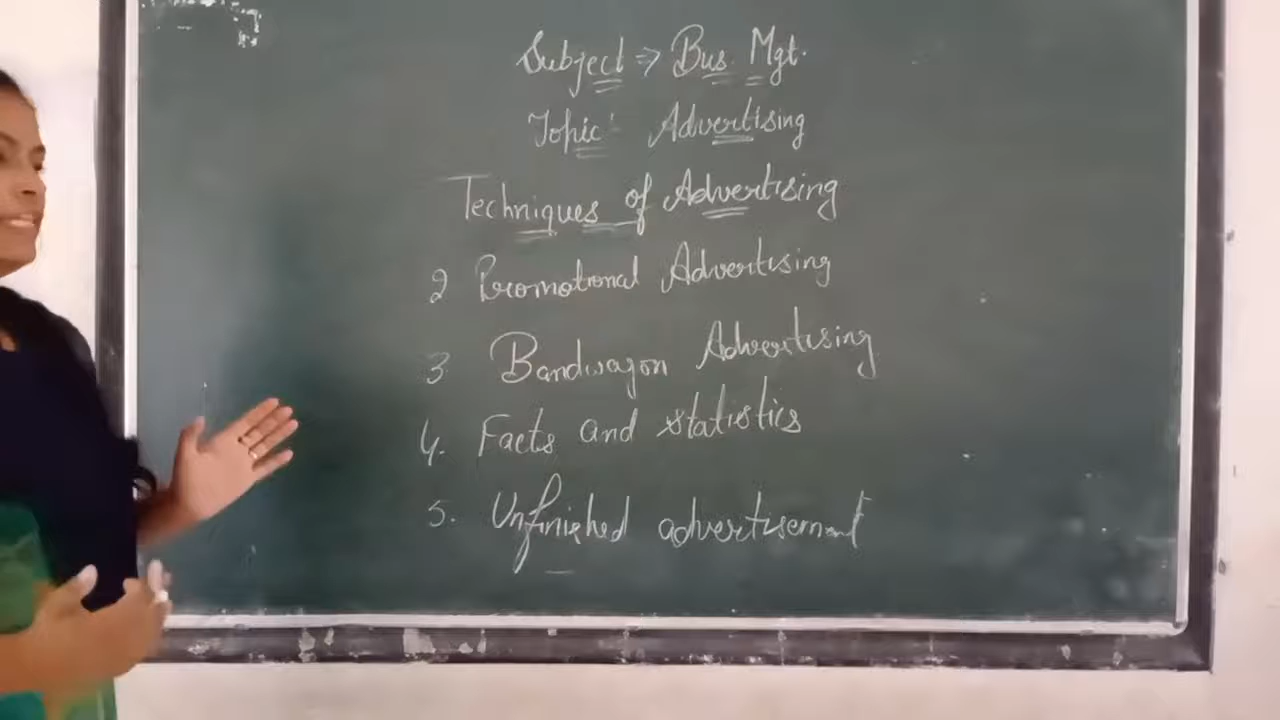 Subject ⇒ Bus Mgt.
Topic: Advertising
Techniques of Advertising
2 Promotional Advertising
3 Bandwagon Advertising
4. Facts and statistics
5. Unfinished advertisement